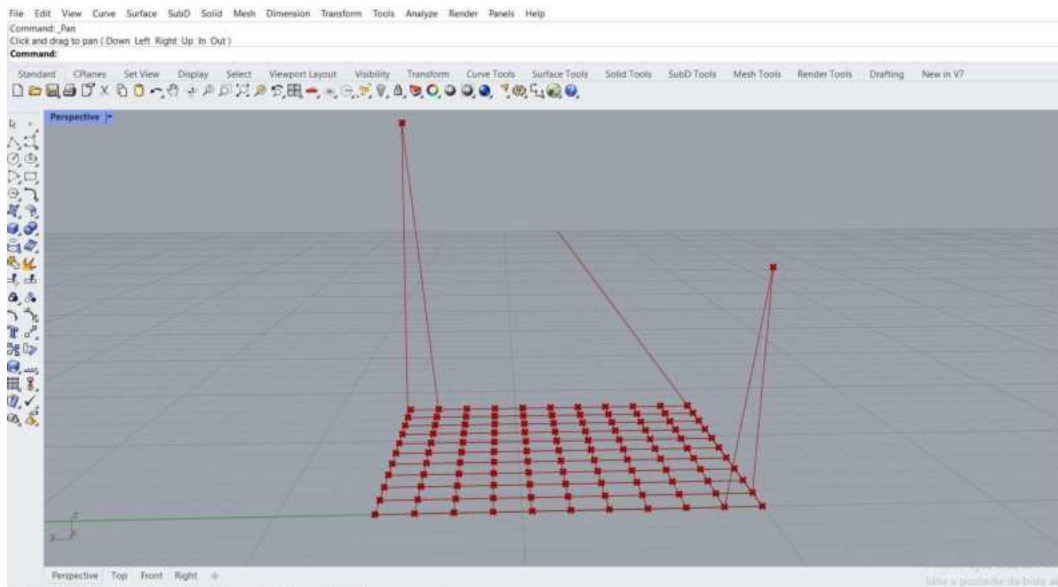 File Edit View Curve Surface SubD Solid Mesh Dimension Transform Tools Analyze Render Panels Help
Command: _Pan
Click and drag to pan ( Down Left Right Up In Out )
Command:
Standard CPlanes Set View Display Select Viewport Layout Visibility Transform Curve Tools Surface Tools Solid Tools SubD Tools Mesh Tools Render Tools Drafting New in V7
Perspective
z
y
x
Perspective Top Front Right